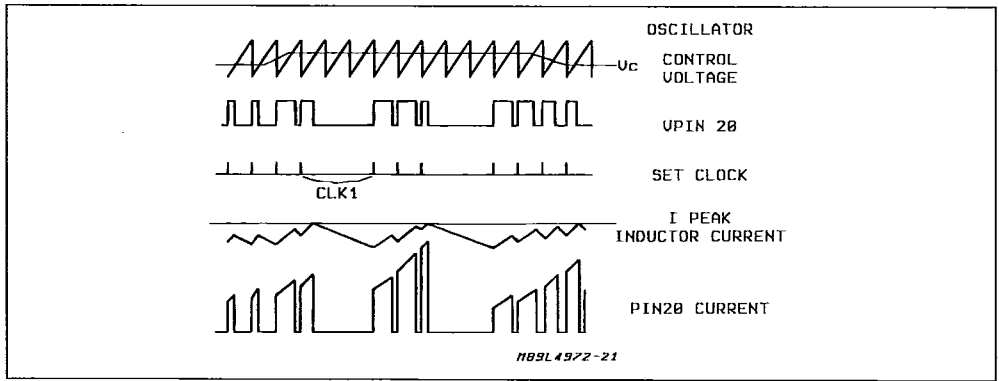 OSCILLATOR
Vc
CONTROL
VOLTAGE
VPIN 20
SET CLOCK
CLK1
I PEAK
INDUCTOR CURRENT
PIN20 CURRENT
M89L4972-21